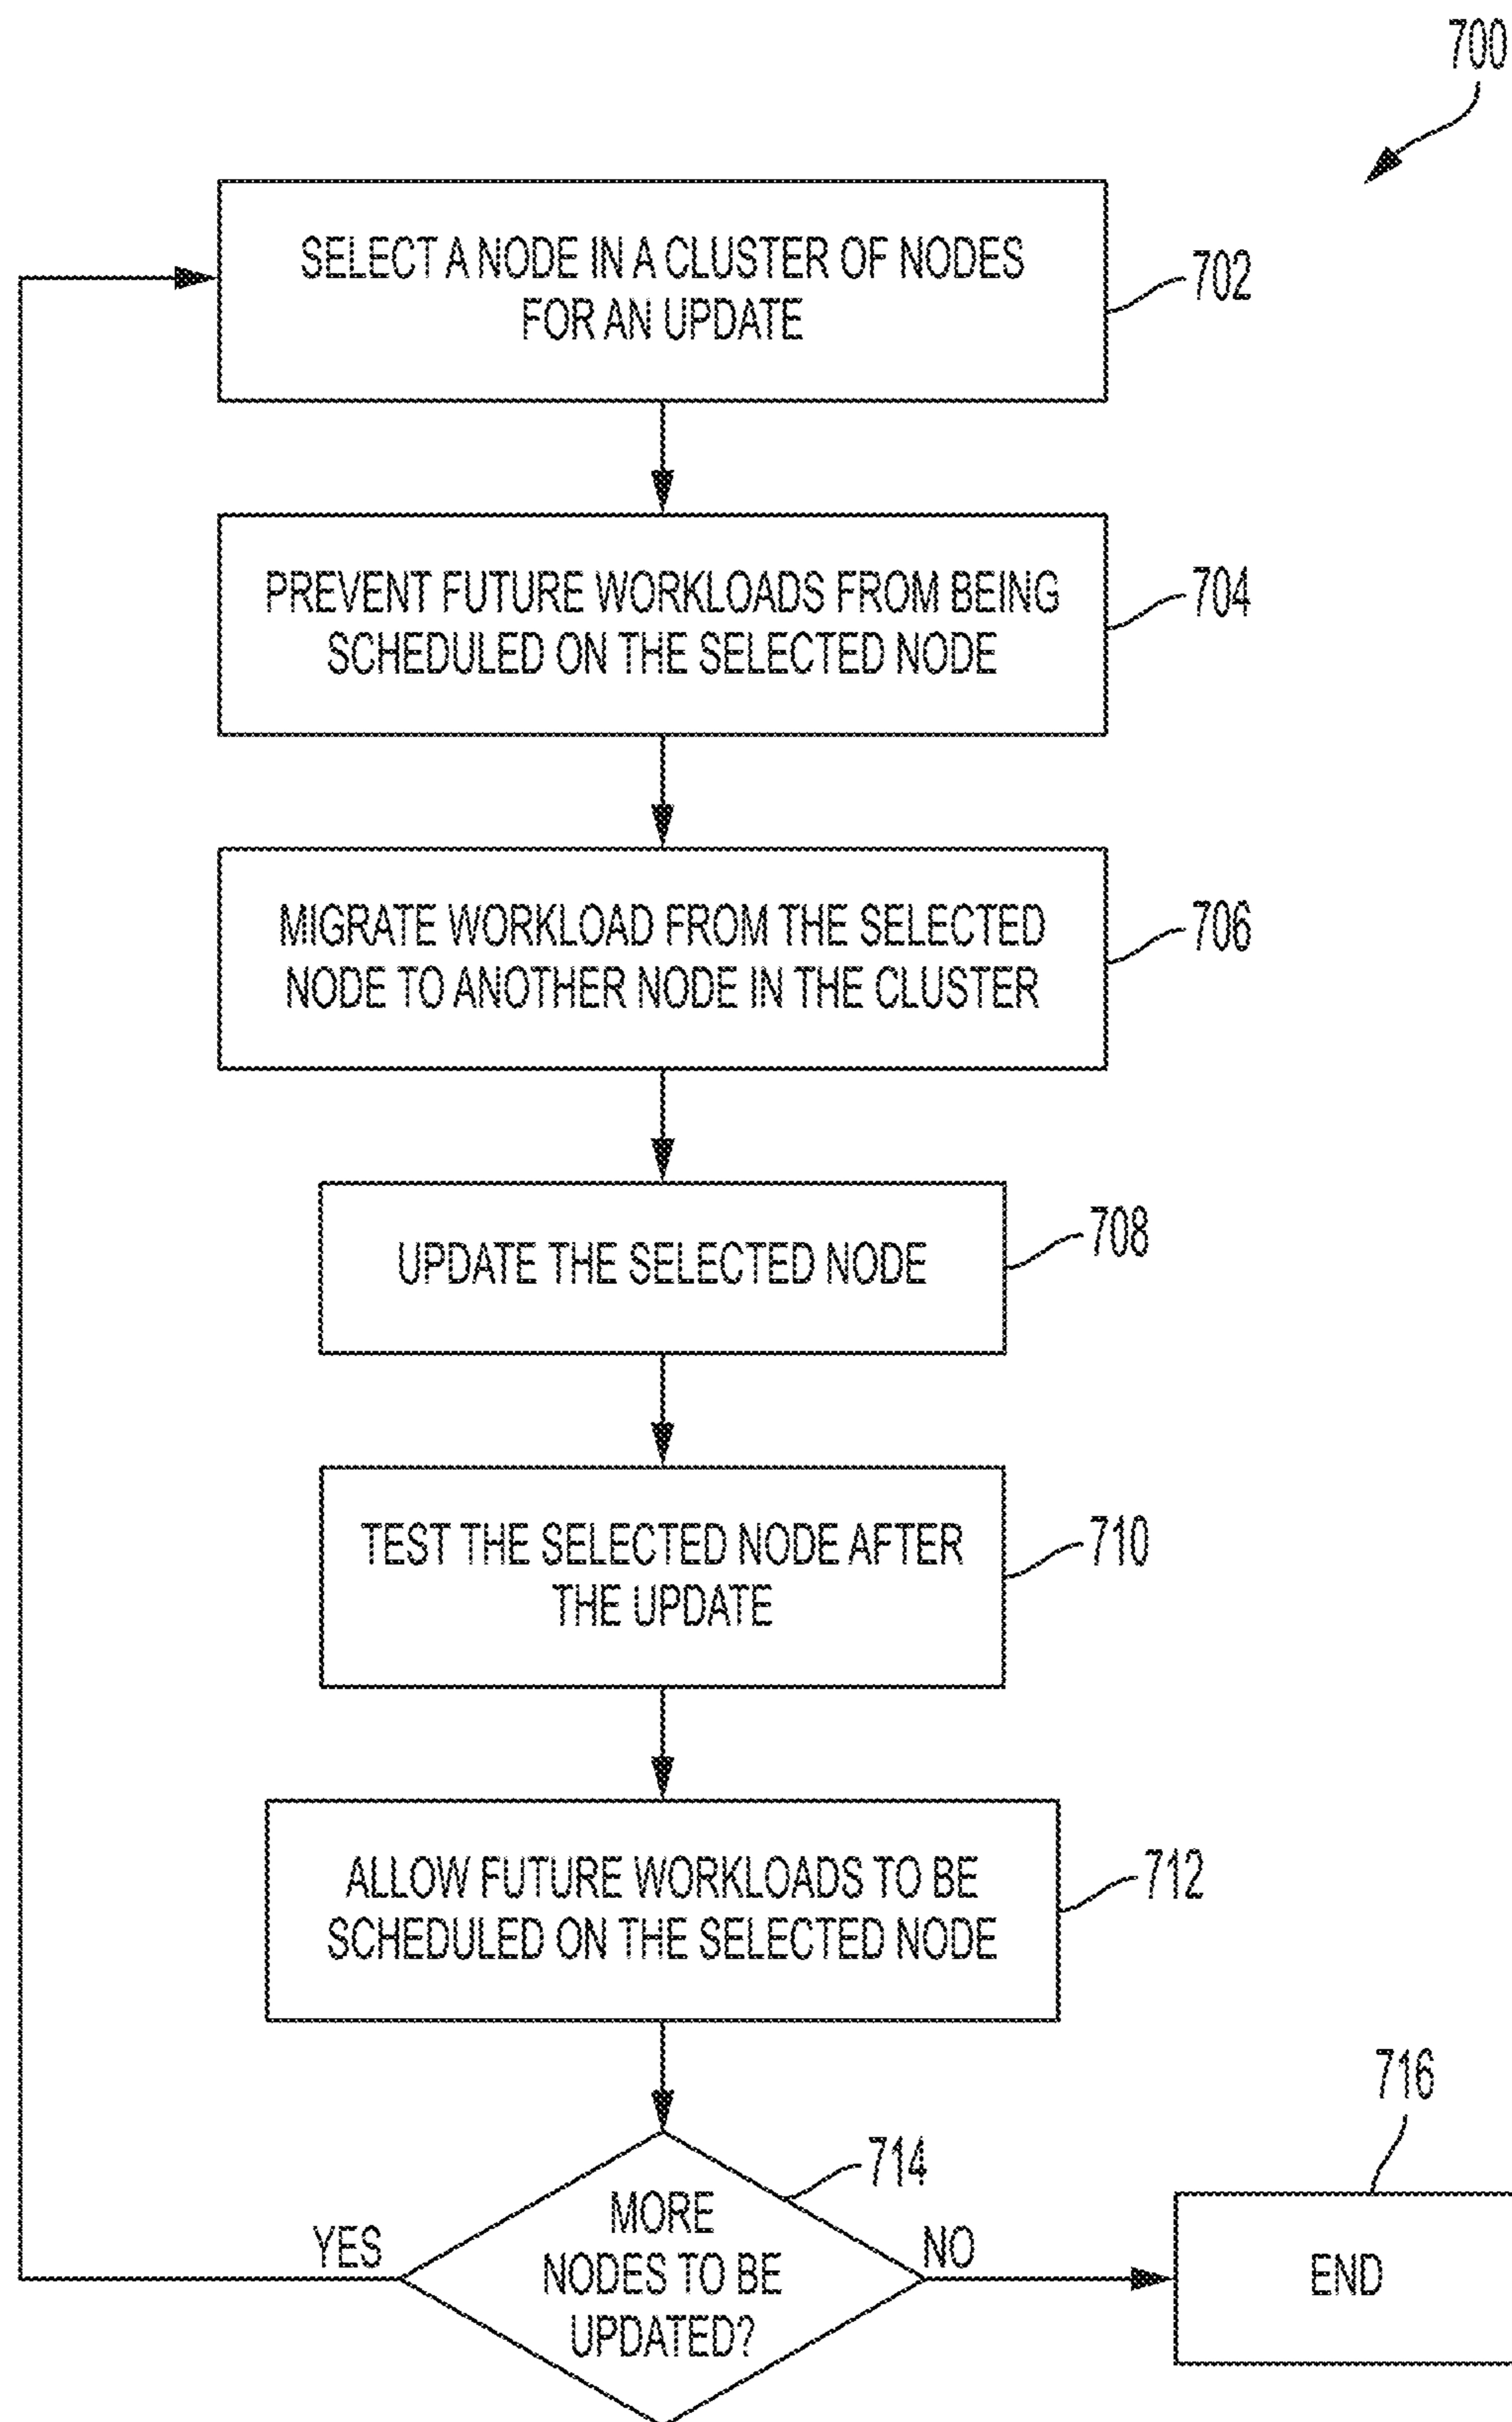 700
SELECT A NODE IN A CLUSTER OF NODES
FOR AN UPDATE
702
PREVENT FUTURE WORKLOADS FROM BEING
SCHEDULED ON THE SELECTED NODE
704
MIGRATE WORKLOAD FROM THE SELECTED
NODE TO ANOTHER NODE IN THE CLUSTER
706
UPDATE THE SELECTED NODE
708
TEST THE SELECTED NODE AFTER
THE UPDATE
710
ALLOW FUTURE WORKLOADS TO BE
SCHEDULED ON THE SELECTED NODE
712
714
MORE
NODES TO BE
UPDATED?
YES
NO
716
END